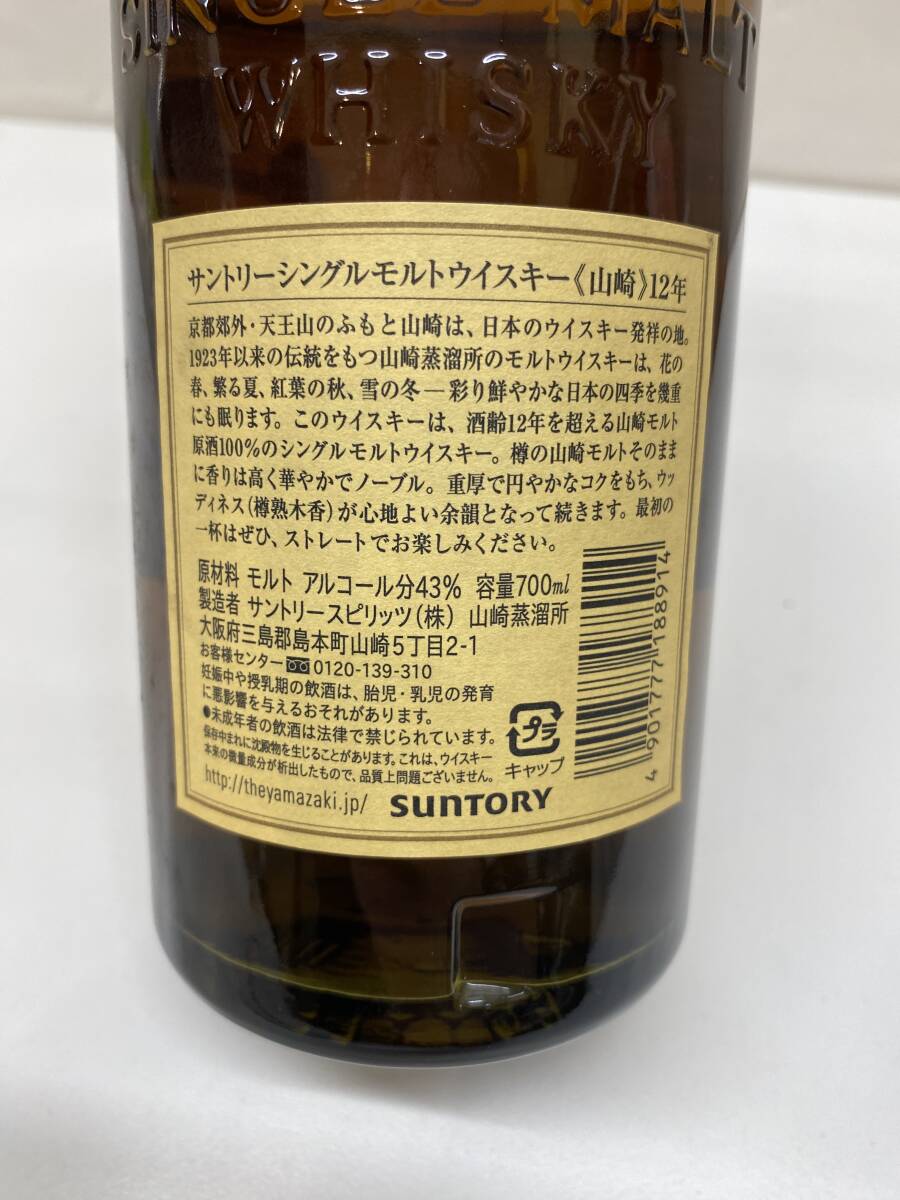 SINGLE MALT
WHISKY
サントリーシングルモルトウイスキー《山崎》12年
京都郊外・天王山のふもと山崎は、日本のウイスキー発祥の地。
1923年以来の伝統をもつ山崎蒸溜所のモルトウイスキーは、花の
春、繁る夏、紅葉の秋、雪の冬―彩り鮮やかな日本の四季を幾重
にも眠ります。このウイスキーは、酒齢12年を超える山崎モルト
原酒100%のシングルモルトウイスキー。樽の山崎モルトそのまま
に香りは高く華やかでノーブル。重厚で円やかなコクをもち、ウッ
ディネス(樽熟木香)が心地よい余韻となって続きます。最初の
一杯はぜひ、ストレートでお楽しみください。
原材料 モルト アルコール分43% 容量700ml
製造者 サントリースピリッツ(株) 山崎蒸溜所
大阪府三島郡島本町山崎5丁目2-1
お客様センター 0120-139-310
妊娠中や授乳期の飲酒は、胎児・乳児の発育
に悪影響を与えるおそれがあります。
●未成年者の飲酒は法律で禁じられています。
保存中まれに沈殿物を生じることがあります。これは、ウイスキー
本来の微量成分が析出したもので、品質上問題ございません。
プラ
キャップ
http://theyamazaki.jp/
SUNTORY
4 901777 188914